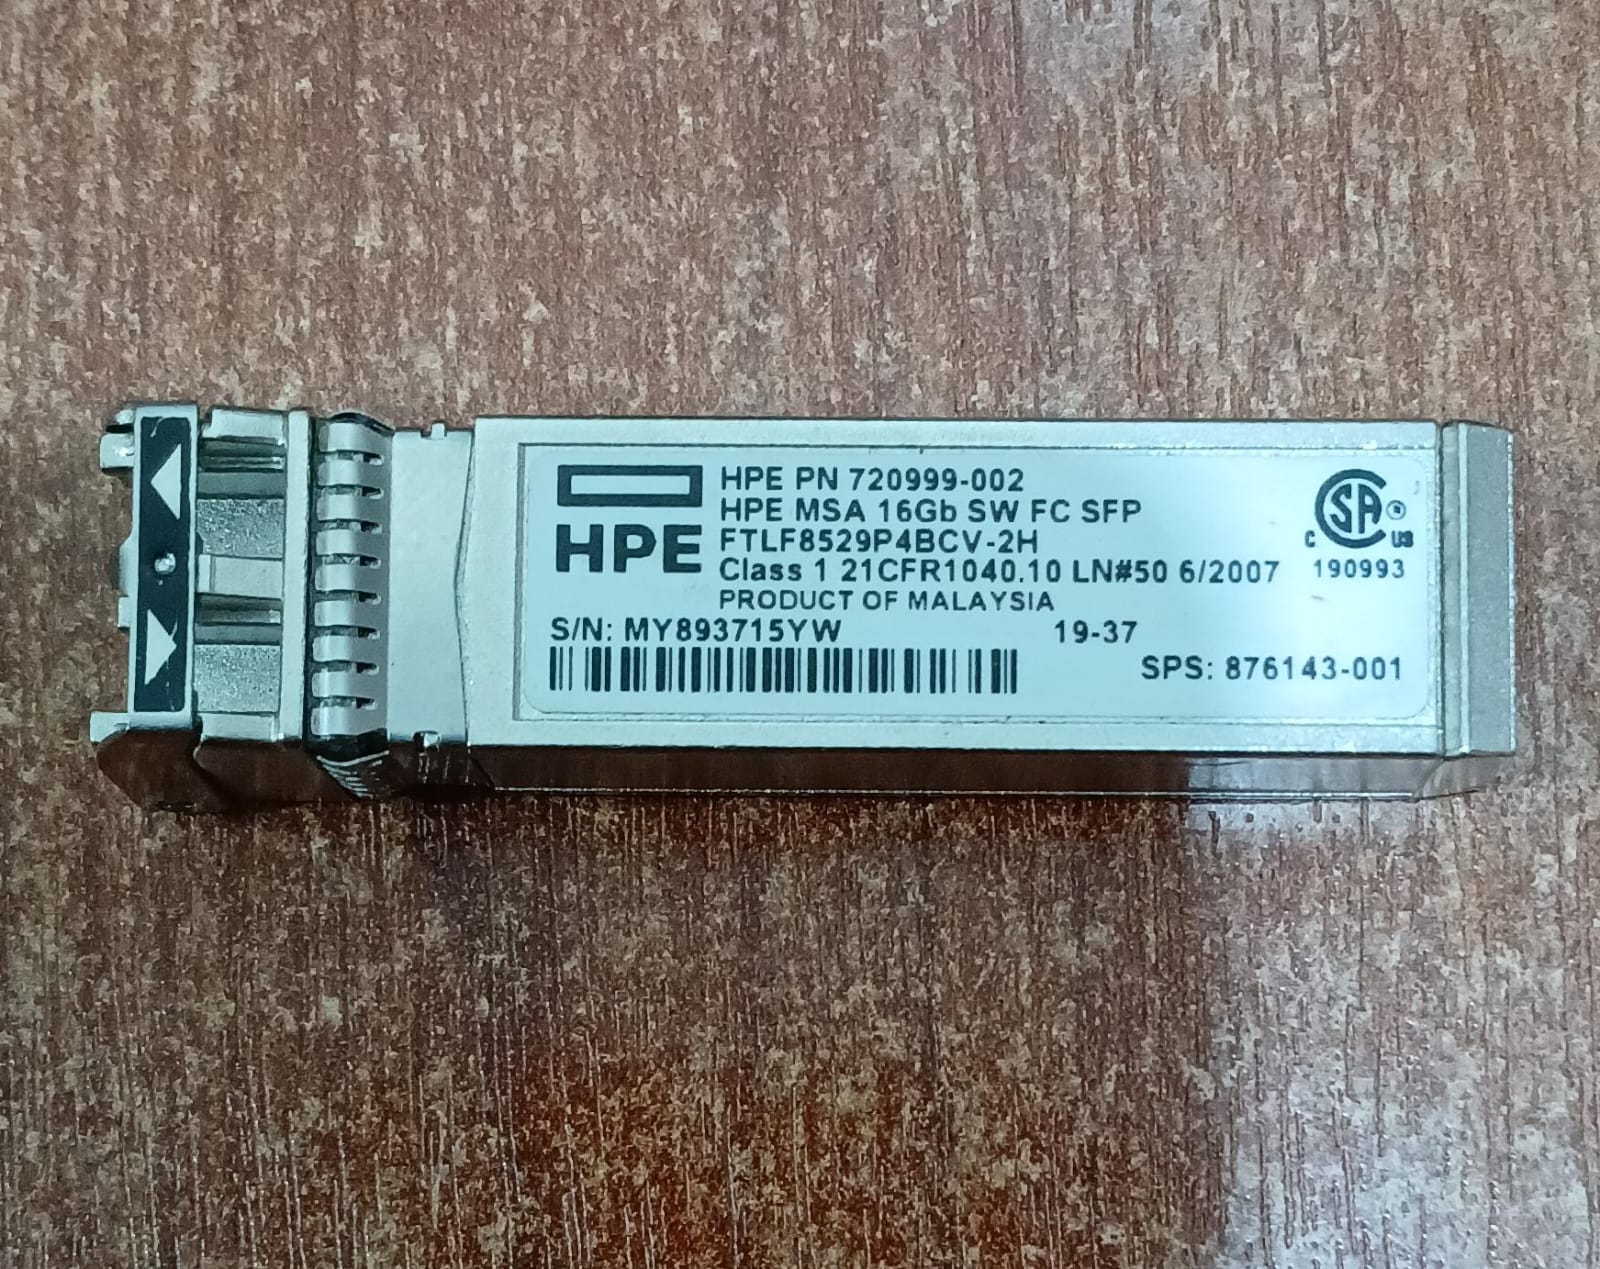 HPE
HPE PN 720999-002
HPE MSA 16Gb SW FC SFP
FTLF8529P4BCV-2H
Class 1 21CFR1040.10 LN#50 6/2007
PRODUCT OF MALAYSIA
S/N: MY893715YW 19-37
SPS: 876143-001
SA®
C US
190993